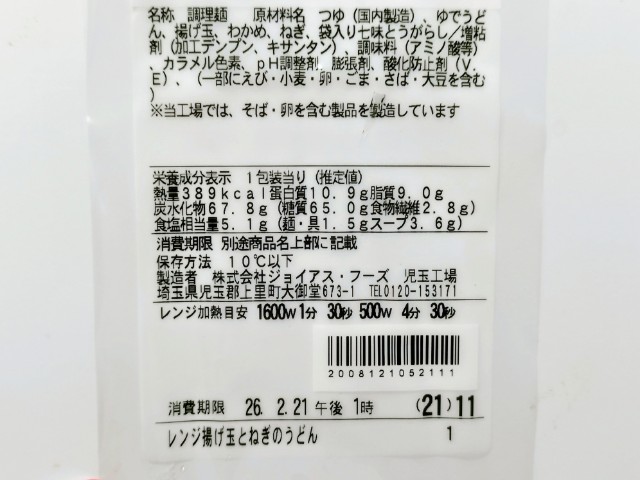 名称 調理麺　原材料名 つゆ（国内製造）、ゆでうど
ん、揚げ玉、わかめ、ねぎ、袋入り七味とうがらし／増粘
剤（加工デンプン、キサンタン）、調味料（アミノ酸等）
、カラメル色素、ｐＨ調整剤、膨張剤、酸化防止剤（Ｖ．
Ｅ）、（一部にえび・小麦・卵・ごま・さば・大豆を含む
）
※当工場では、そば・卵を含む製品を製造しています
栄養成分表示 １包装当り（推定値）
熱量389kcal蛋白質10.9g脂質9.0g
炭水化物67.8g（糖質65.0g食物繊維2.8g）
食塩相当量5.1g（麺・具1.5gスープ3.6g）
消費期限 別途商品名上部に記載
保存方法 １０℃以下
製造者 株式会社ジョイアス・フーズ 児玉工場
埼玉県児玉郡上里町大御堂673-1 TEL0120-153171
レンジ加熱目安 1600W 1分 30秒 500W 4分 30秒
2008121052111
消費期限 26. 2.21 午後 1時 (21)11
レンジ揚げ玉とねぎのうどん 1